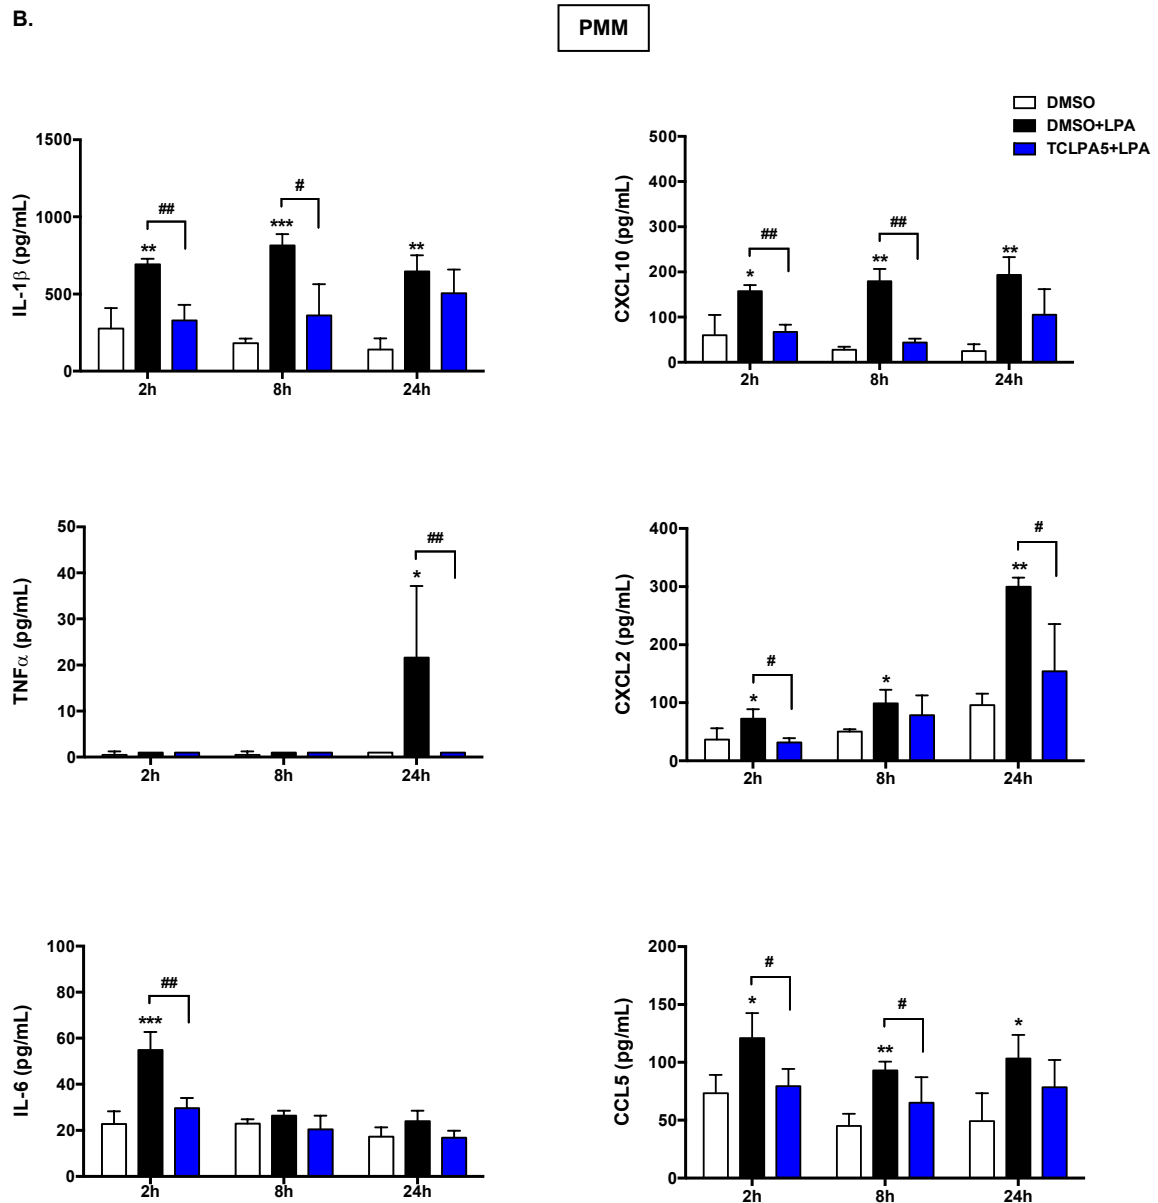 B.
PMM
DMSO
DMSO+LPA
TCLPA5+LPA
IL-1β (pg/mL)
1500
1000
500
0
##
#
**
***
**
2h
8h
24h
CXCL10 (pg/mL)
500
400
300
200
100
0
##
##
*
**
**
2h
8h
24h
TNFα (pg/mL)
50
40
30
20
10
0
##
*
2h
8h
24h
CXCL2 (pg/mL)
400
300
200
100
0
#
#
*
*
**
2h
8h
24h
IL-6 (pg/mL)
100
80
60
40
20
0
##
***
2h
8h
24h
CCL5 (pg/mL)
200
150
100
50
0
#
#
*
**
*
2h
8h
24h